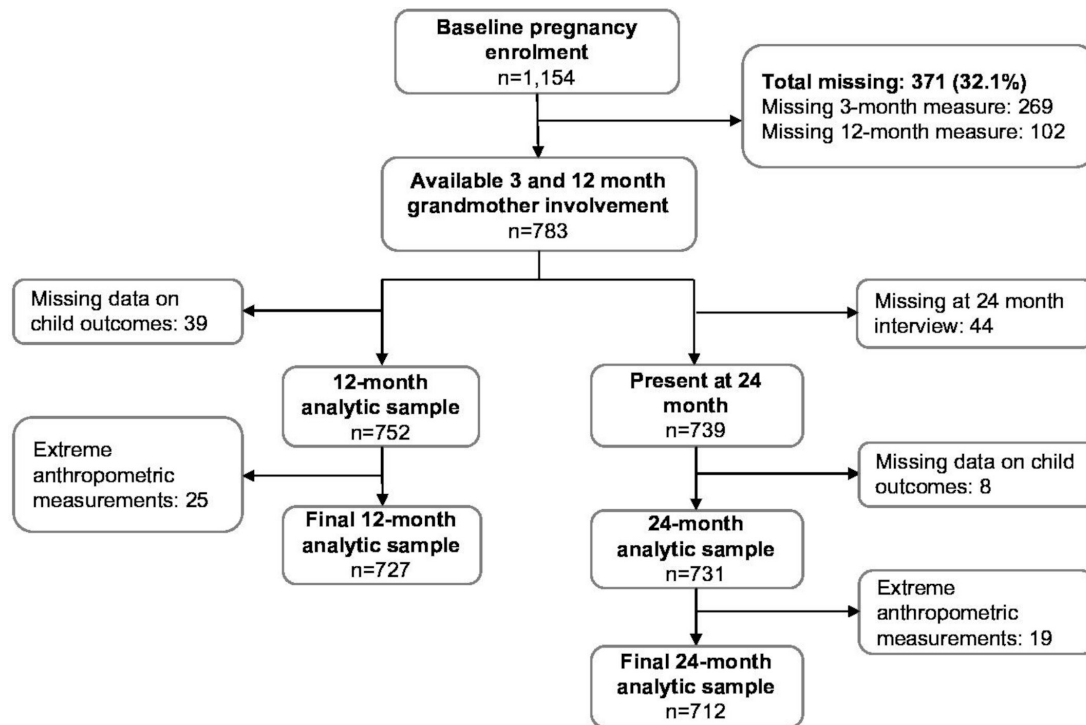 Baseline pregnancy
enrolment
n=1,154
Total missing: 371 (32.1%)
Missing 3-month measure: 269
Missing 12-month measure: 102
Available 3 and 12 month
grandmother involvement
n=783
Missing data on
child outcomes: 39
Missing at 24 month
interview: 44
12-month
analytic sample
n=752
Present at 24
month
n=739
Extreme
anthropometric
measurements: 25
Missing data on child
outcomes: 8
Final 12-month
analytic sample
n=727
24-month
analytic sample
n=731
Extreme
anthropometric
measurements: 19
Final 24-month
analytic sample
n=712